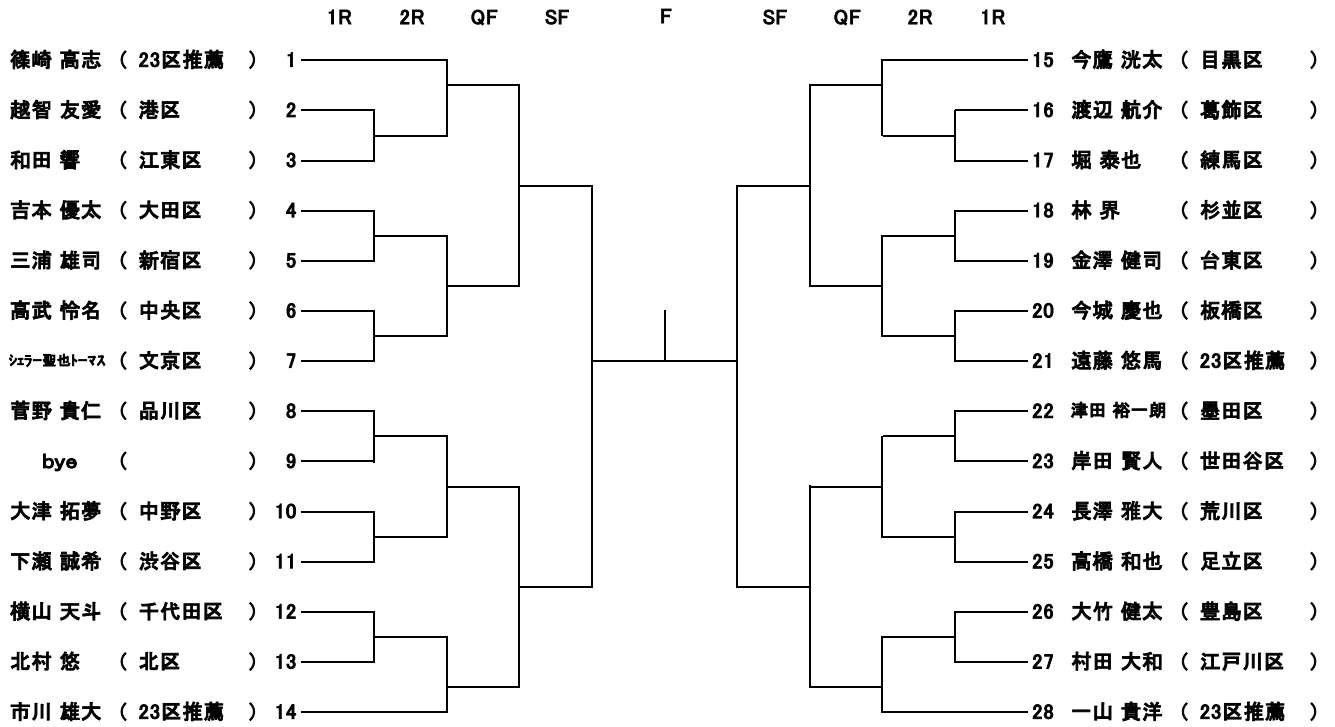 1R 2R QF SF F SF QF 2R 1R
篠崎 高志 ( 23区推薦 ) 1
越智 友愛 ( 港区 ) 2
和田 響 ( 江東区 ) 3
吉本 優太 ( 大田区 ) 4
三浦 雄司 ( 新宿区 ) 5
高武 怜名 ( 中央区 ) 6
シェラー聖也トーマス ( 文京区 ) 7
菅野 貴仁 ( 品川区 ) 8
bye ( ) 9
大津 拓夢 ( 中野区 ) 10
下瀬 誠希 ( 渋谷区 ) 11
横山 天斗 ( 千代田区 ) 12
北村 悠 ( 北区 ) 13
市川 雄大 ( 23区推薦 ) 14
15 今鷹 洸太 ( 目黒区 )
16 渡辺 航介 ( 葛飾区 )
17 堀 泰也 ( 練馬区 )
18 林 界 ( 杉並区 )
19 金澤 健司 ( 台東区 )
20 今城 慶也 ( 板橋区 )
21 遠藤 悠馬 ( 23区推薦 )
22 津田 裕一朗 ( 墨田区 )
23 岸田 賢人 ( 世田谷区 )
24 長澤 雅大 ( 荒川区 )
25 高橋 和也 ( 足立区 )
26 大竹 健太 ( 豊島区 )
27 村田 大和 ( 江戸川区 )
28 一山 貴洋 ( 23区推薦 )